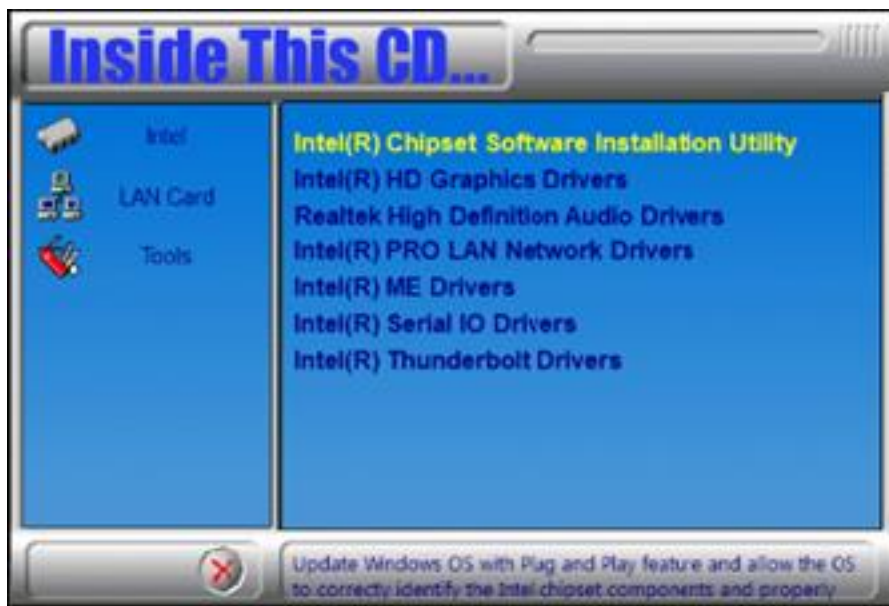 Inside This CD...
Intel
LAN Card
Tools
Intel(R) Chipset Software Installation Utility
Intel(R) HD Graphics Drivers
Realtek High Definition Audio Drivers
Intel(R) PRO LAN Network Drivers
Intel(R) ME Drivers
Intel(R) Serial IO Drivers
Intel(R) Thunderbolt Drivers
Update Windows OS with Plug and Play feature and allow the OS
to correctly identify the Intel chipset components and properly